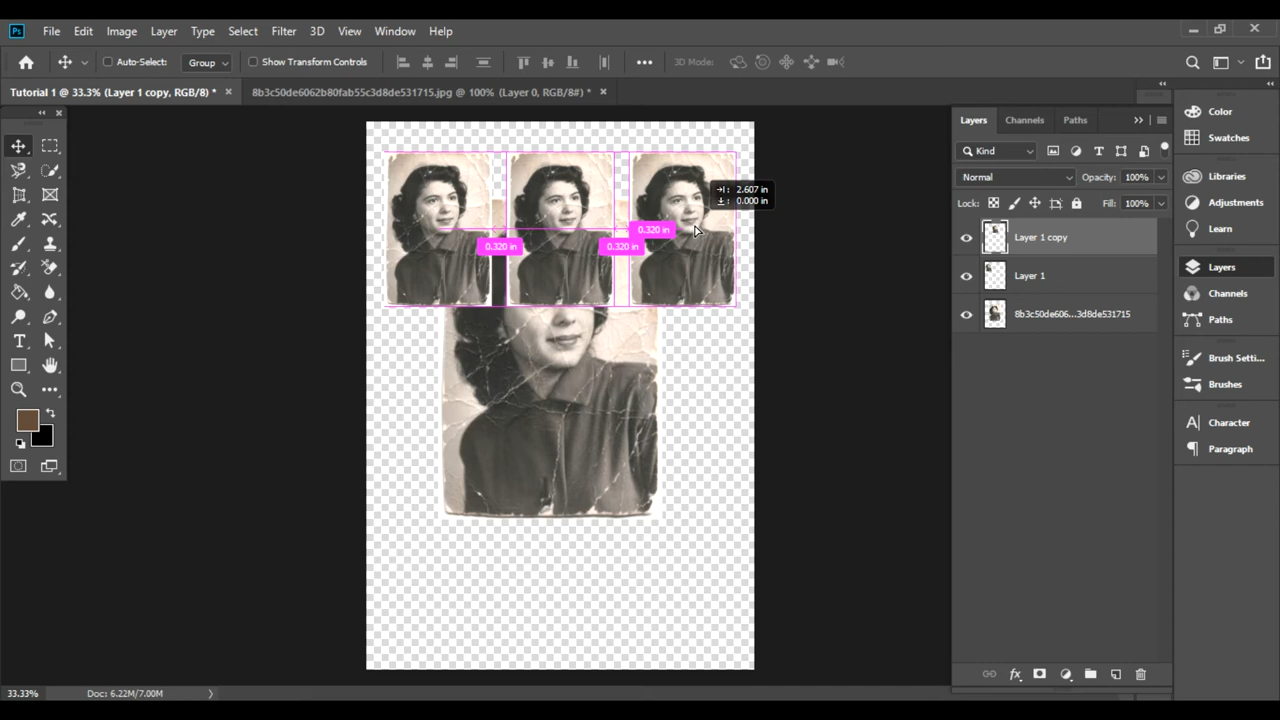 Ps File Edit Image Layer Type Select Filter 3D View Window Help
Auto-Select: Group Show Transform Controls 3D Mode:
Tutorial 1 @ 33.3% (Layer 1 copy, RGB/8) * × 8b3c50de6062b80fab55c3d8de531715.jpg @ 100% (Layer 0, RGB/8#) * ×
Layers Channels Paths
Kind
Normal Opacity: 100%
Lock: Fill: 100%
Layer 1 copy
Layer 1
8b3c50de606...3d8de531715
Color
Swatches
Libraries
Adjustments
Learn
Layers
Channels
Paths
Brush Setti...
Brushes
Character
Paragraph
2.607 in
0.000 in
0.320 in
0.320 in 0.320 in
33.33% Doc: 6.22M/7.00M